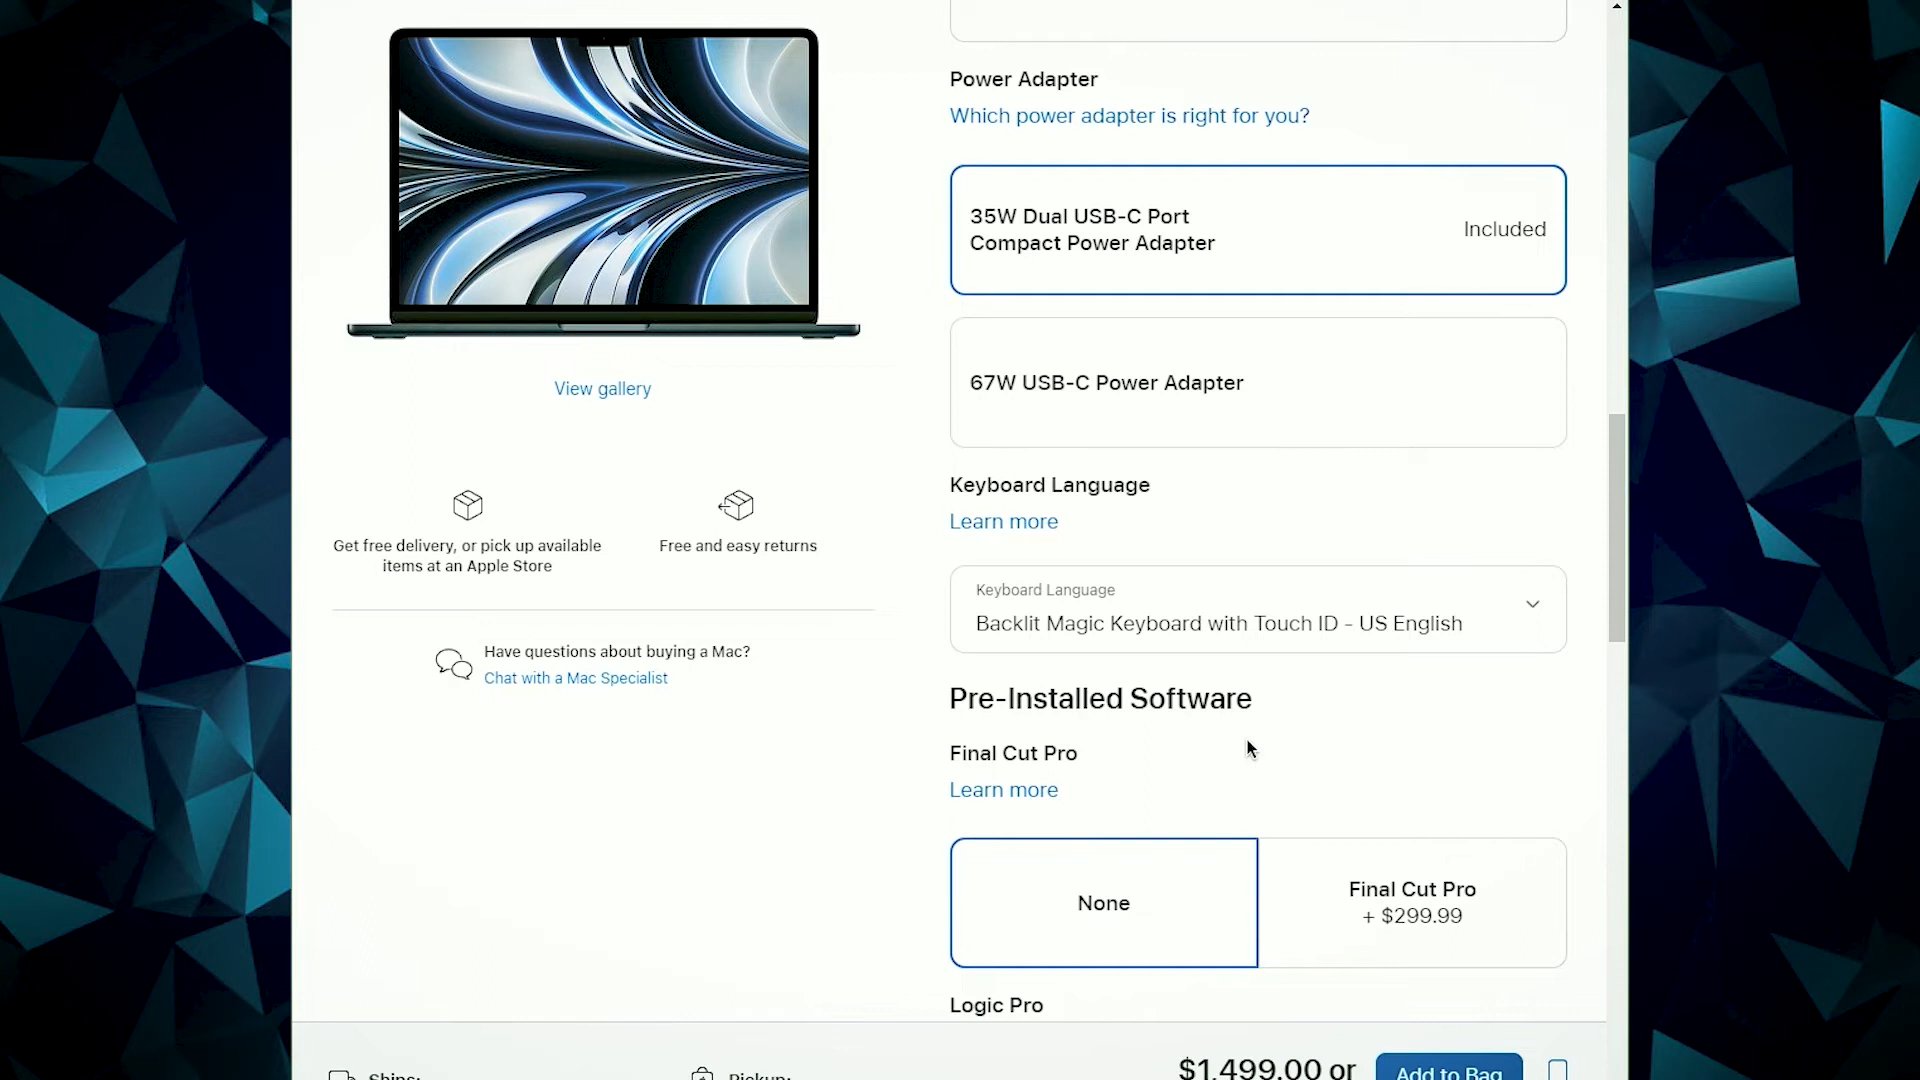 Power Adapter
Which power adapter is right for you?
35W Dual USB-C Port
Compact Power Adapter
Included
67W USB-C Power Adapter
View gallery
Get free delivery, or pick up available
items at an Apple Store
Free and easy returns
Have questions about buying a Mac?
Chat with a Mac Specialist
Keyboard Language
Learn more
Keyboard Language
Backlit Magic Keyboard with Touch ID - US English
Pre-Installed Software
Final Cut Pro
Learn more
None
Final Cut Pro
+ $299.99
Logic Pro
Ships:
Pickup:
$1,499.00 or
Add to Bag